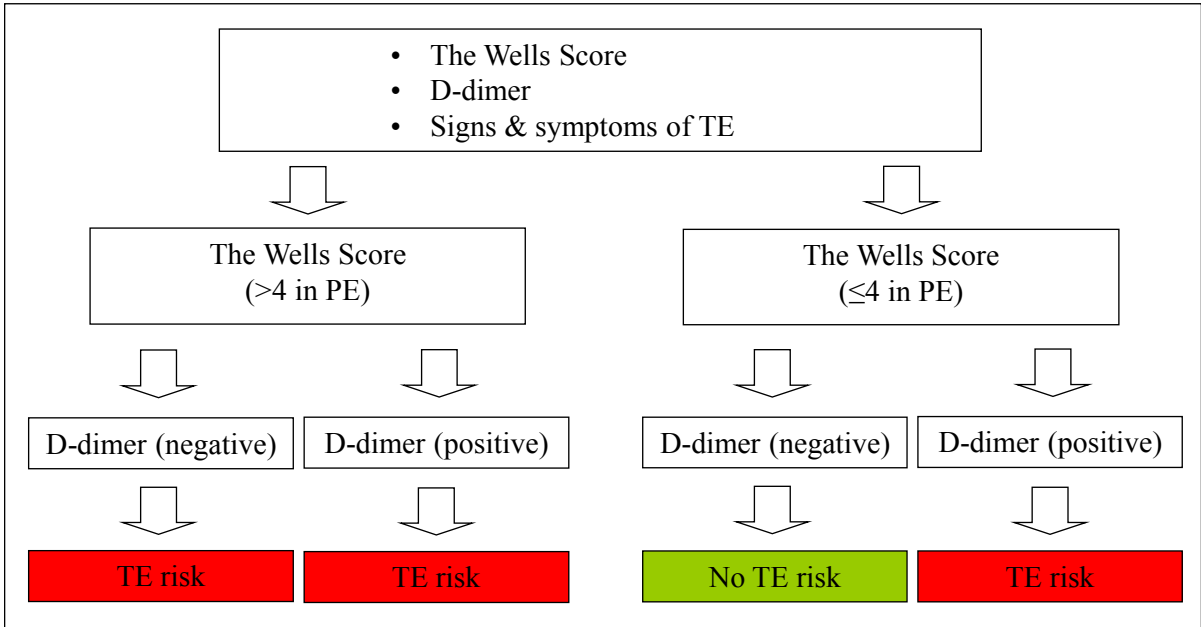 • The Wells Score
• D-dimer
• Signs & symptoms of TE
The Wells Score
(>4 in PE)
The Wells Score
(≤4 in PE)
D-dimer (negative)
D-dimer (positive)
D-dimer (negative)
D-dimer (positive)
TE risk
TE risk
No TE risk
TE risk